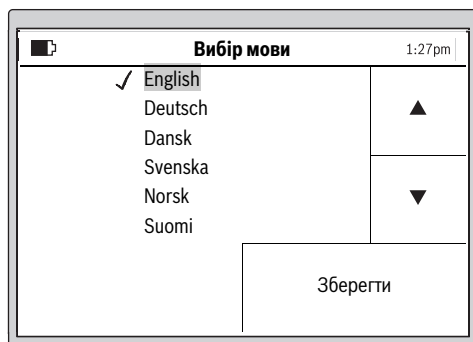 Вибір мови 1:27pm
English
Deutsch
Dansk
Svenska
Norsk
Suomi
Зберегти